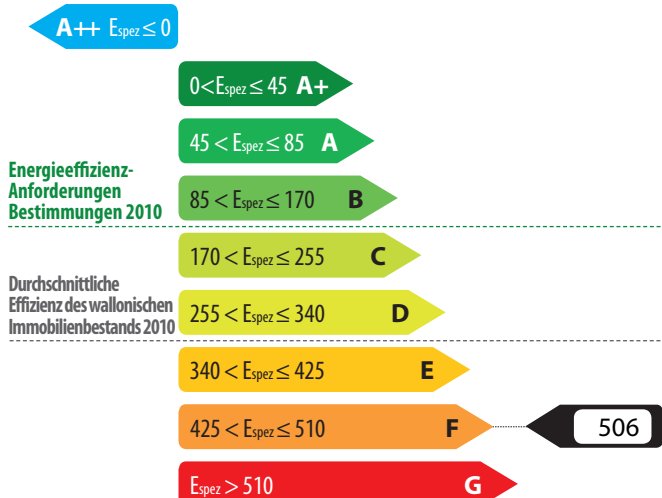 A++ Espez ≤ 0
0<Espez ≤ 45 A+
45 < Espez ≤ 85 A
Energieeffizienz-
Anforderungen
Bestimmungen 2010
85 < Espez ≤ 170 B
170 < Espez ≤ 255 C
Durchschnittliche
Effizienz des wallonischen
Immobilienbestands 2010
255 < Espez ≤ 340 D
340 < Espez ≤ 425 E
425 < Espez ≤ 510 F 506
Espez > 510 G